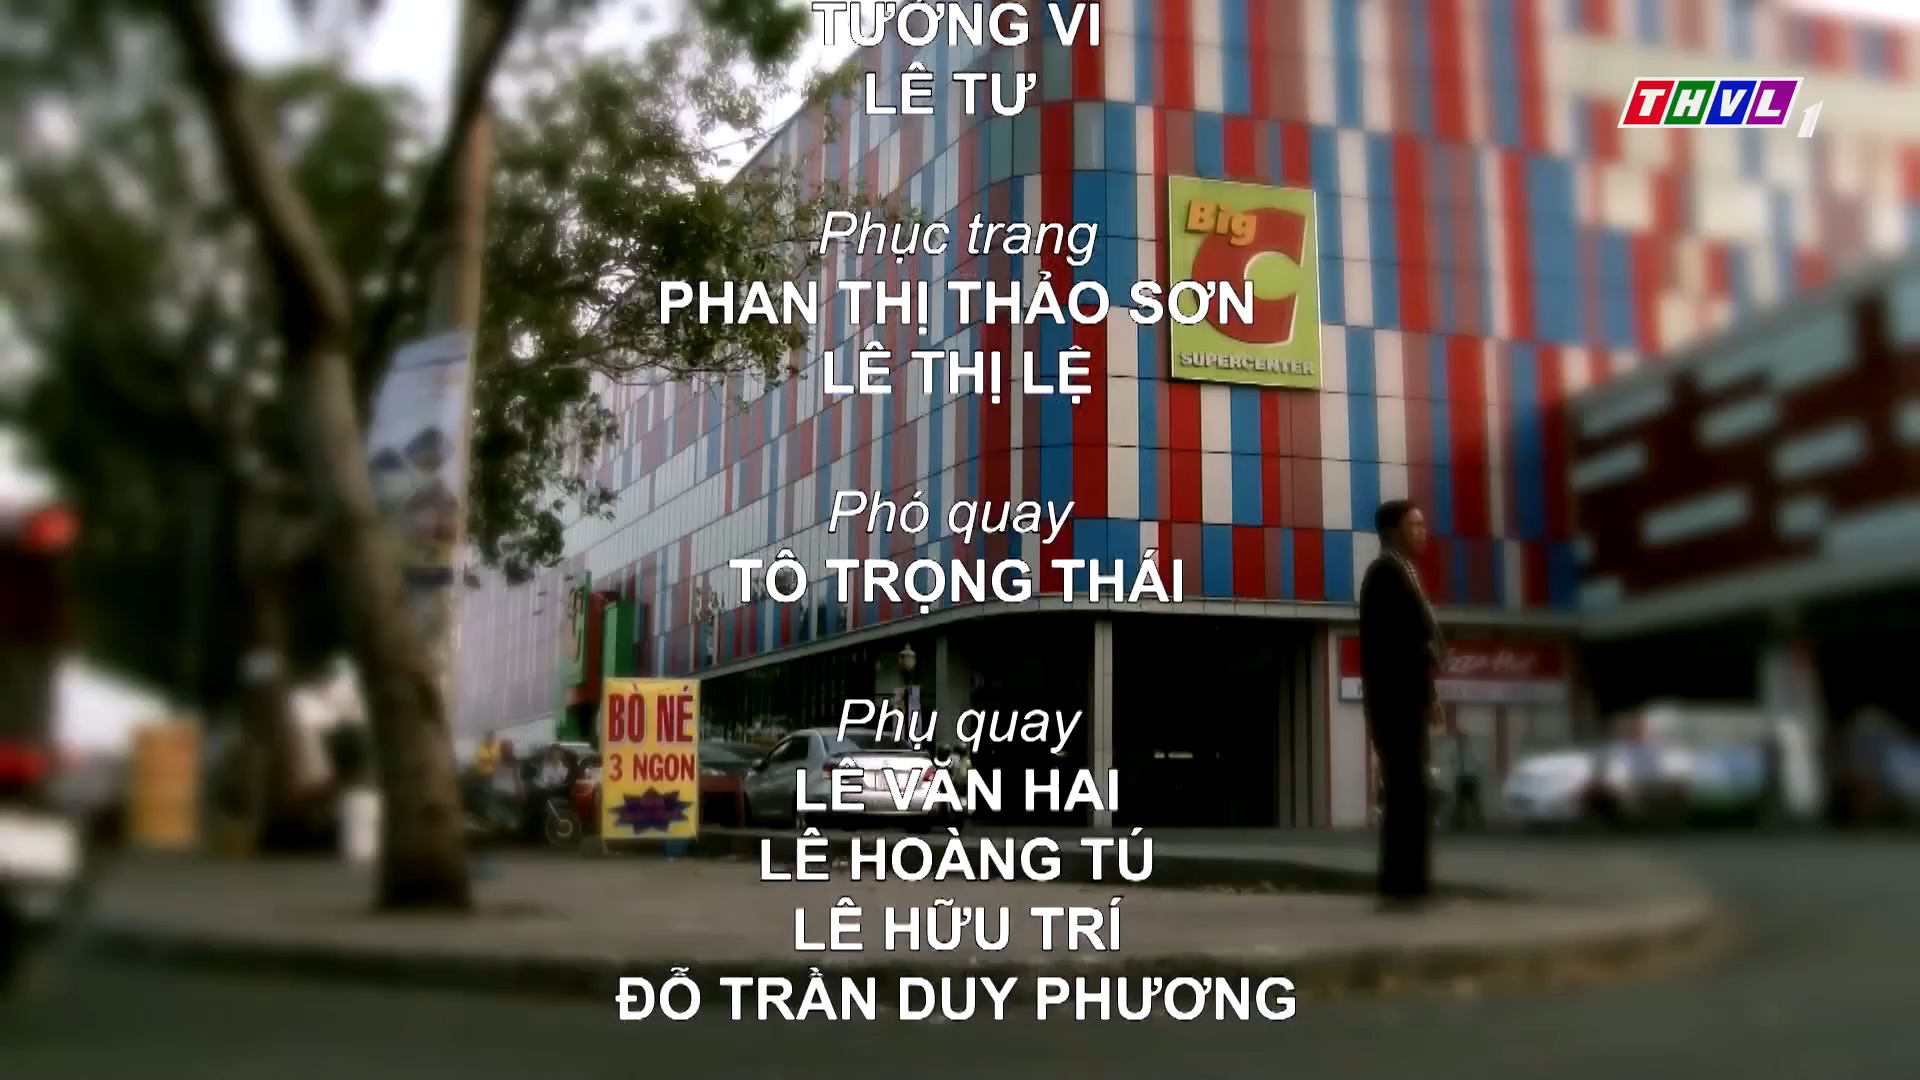 TƯỜNG VI
LÊ TƯ
THVL 1
Phục trang
PHAN THỊ THẢO SƠN
LÊ THỊ LỆ
Big C
SUPERCENTER
Phó quay
TÔ TRỌNG THÁI
Phụ quay
LÊ VĂN HAI
LÊ HOÀNG TÚ
LÊ HỮU TRÍ
ĐỖ TRẦN DUY PHƯƠNG
BÒ NÉ
3 NGON